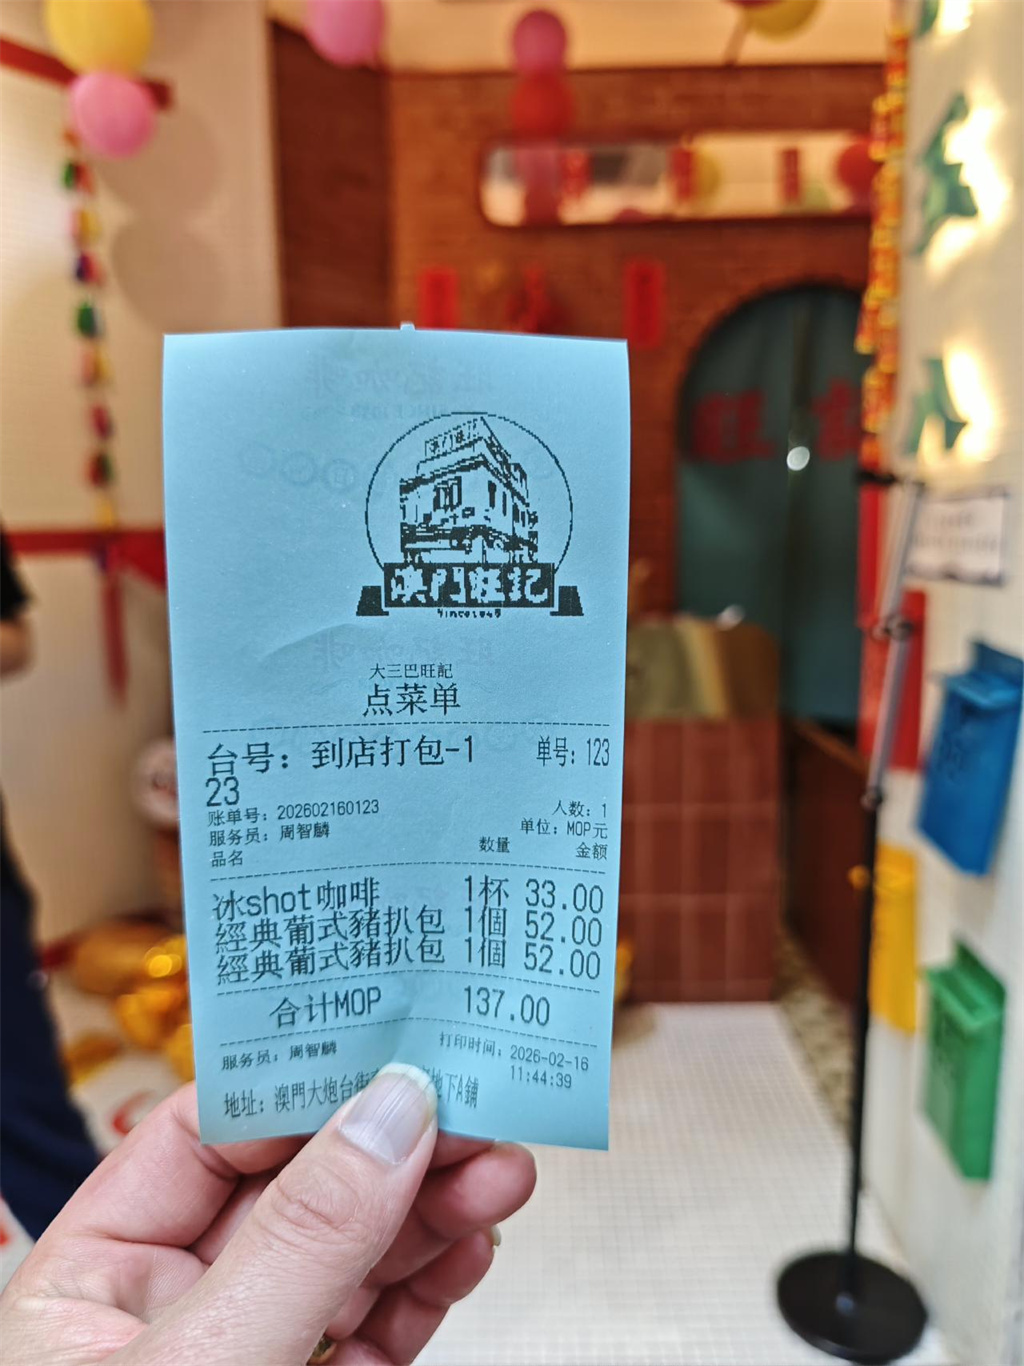 澳門旺記
Since1948
大三巴旺記
点菜单
台号：到店打包-1
23
单号：123
账单号：202602160123
人数：1
服务员：周智麟
单位：MOP元
品名 数量 金额
冰shot咖啡 1杯 33.00
經典葡式豬扒包 1個 52.00
經典葡式豬扒包 1個 52.00
合计MOP 137.00
服务员：周智麟
打印时间：2026-02-16
11:44:39
地址：澳門大炮台街 地下A鋪
旺 記